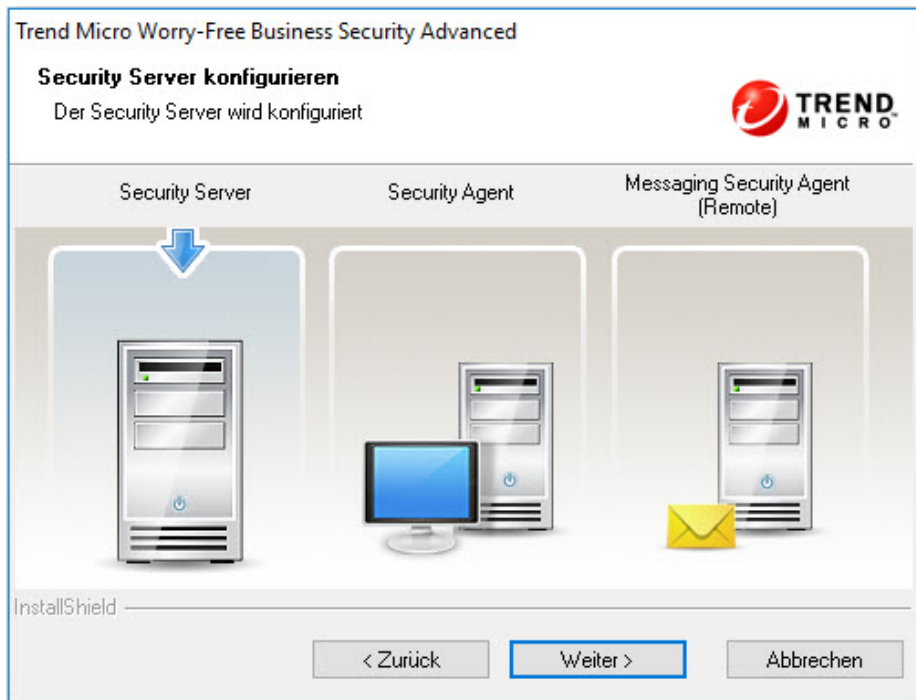 Trend Micro Worry-Free Business Security Advanced
Security Server konfigurieren
Der Security Server wird konfiguriert
TREND
MICRO
Security Server
Security Agent
Messaging Security Agent
(Remote)
InstallShield
< Zurück
Weiter >
Abbrechen